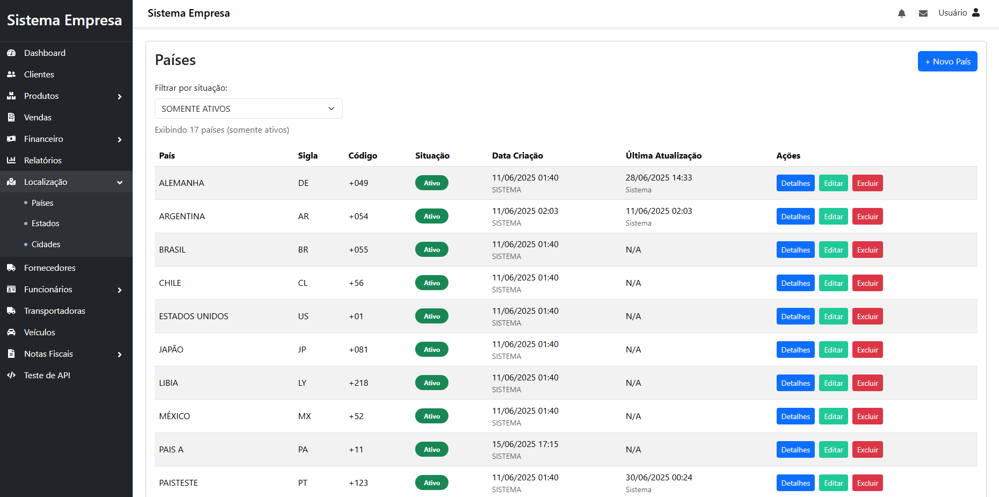 Sistema Empresa
Dashboard
Clientes
Produtos
Vendas
Financeiro
Relatórios
Localização
Países
Estados
Cidades
Fornecedores
Funcionários
Transportadoras
Veículos
Notas Fiscais
Teste de API
Sistema Empresa
Usuário
Países
+ Novo País
Filtrar por situação:
SOMENTE ATIVOS
Exibindo 17 países (somente ativos)
País Sigla Código Situação Data Criação Última Atualização Ações
ALEMANHA DE +049 Ativo 11/06/2025 01:40 28/06/2025 14:33 Detalhes Editar Excluir
SISTEMA Sistema
ARGENTINA AR +054 Ativo 11/06/2025 02:03 11/06/2025 02:03 Detalhes Editar Excluir
SISTEMA Sistema
BRASIL BR +055 Ativo 11/06/2025 01:40 N/A Detalhes Editar Excluir
SISTEMA
CHILE CL +56 Ativo 11/06/2025 01:40 N/A Detalhes Editar Excluir
SISTEMA
ESTADOS UNIDOS US +01 Ativo 11/06/2025 01:40 N/A Detalhes Editar Excluir
SISTEMA
JAPÃO JP +081 Ativo 11/06/2025 01:40 N/A Detalhes Editar Excluir
SISTEMA
LIBIA LY +218 Ativo 11/06/2025 01:40 N/A Detalhes Editar Excluir
SISTEMA
MÉXICO MX +52 Ativo 11/06/2025 01:40 N/A Detalhes Editar Excluir
SISTEMA
PAIS A PA +11 Ativo 15/06/2025 17:15 N/A Detalhes Editar Excluir
SISTEMA
PAISTESTE PT +123 Ativo 11/06/2025 01:40 30/06/2025 00:24 Detalhes Editar Excluir
SISTEMA Sistema